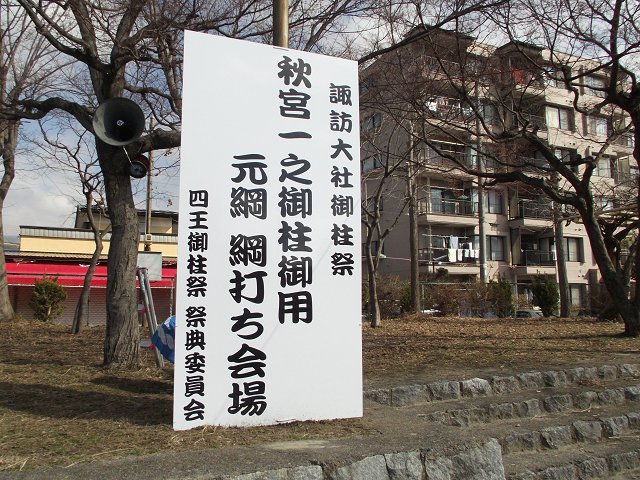 諏訪大社御柱祭
秋宮一之御柱御用
元綱 綱打ち会場
四王御柱祭 祭典委員会